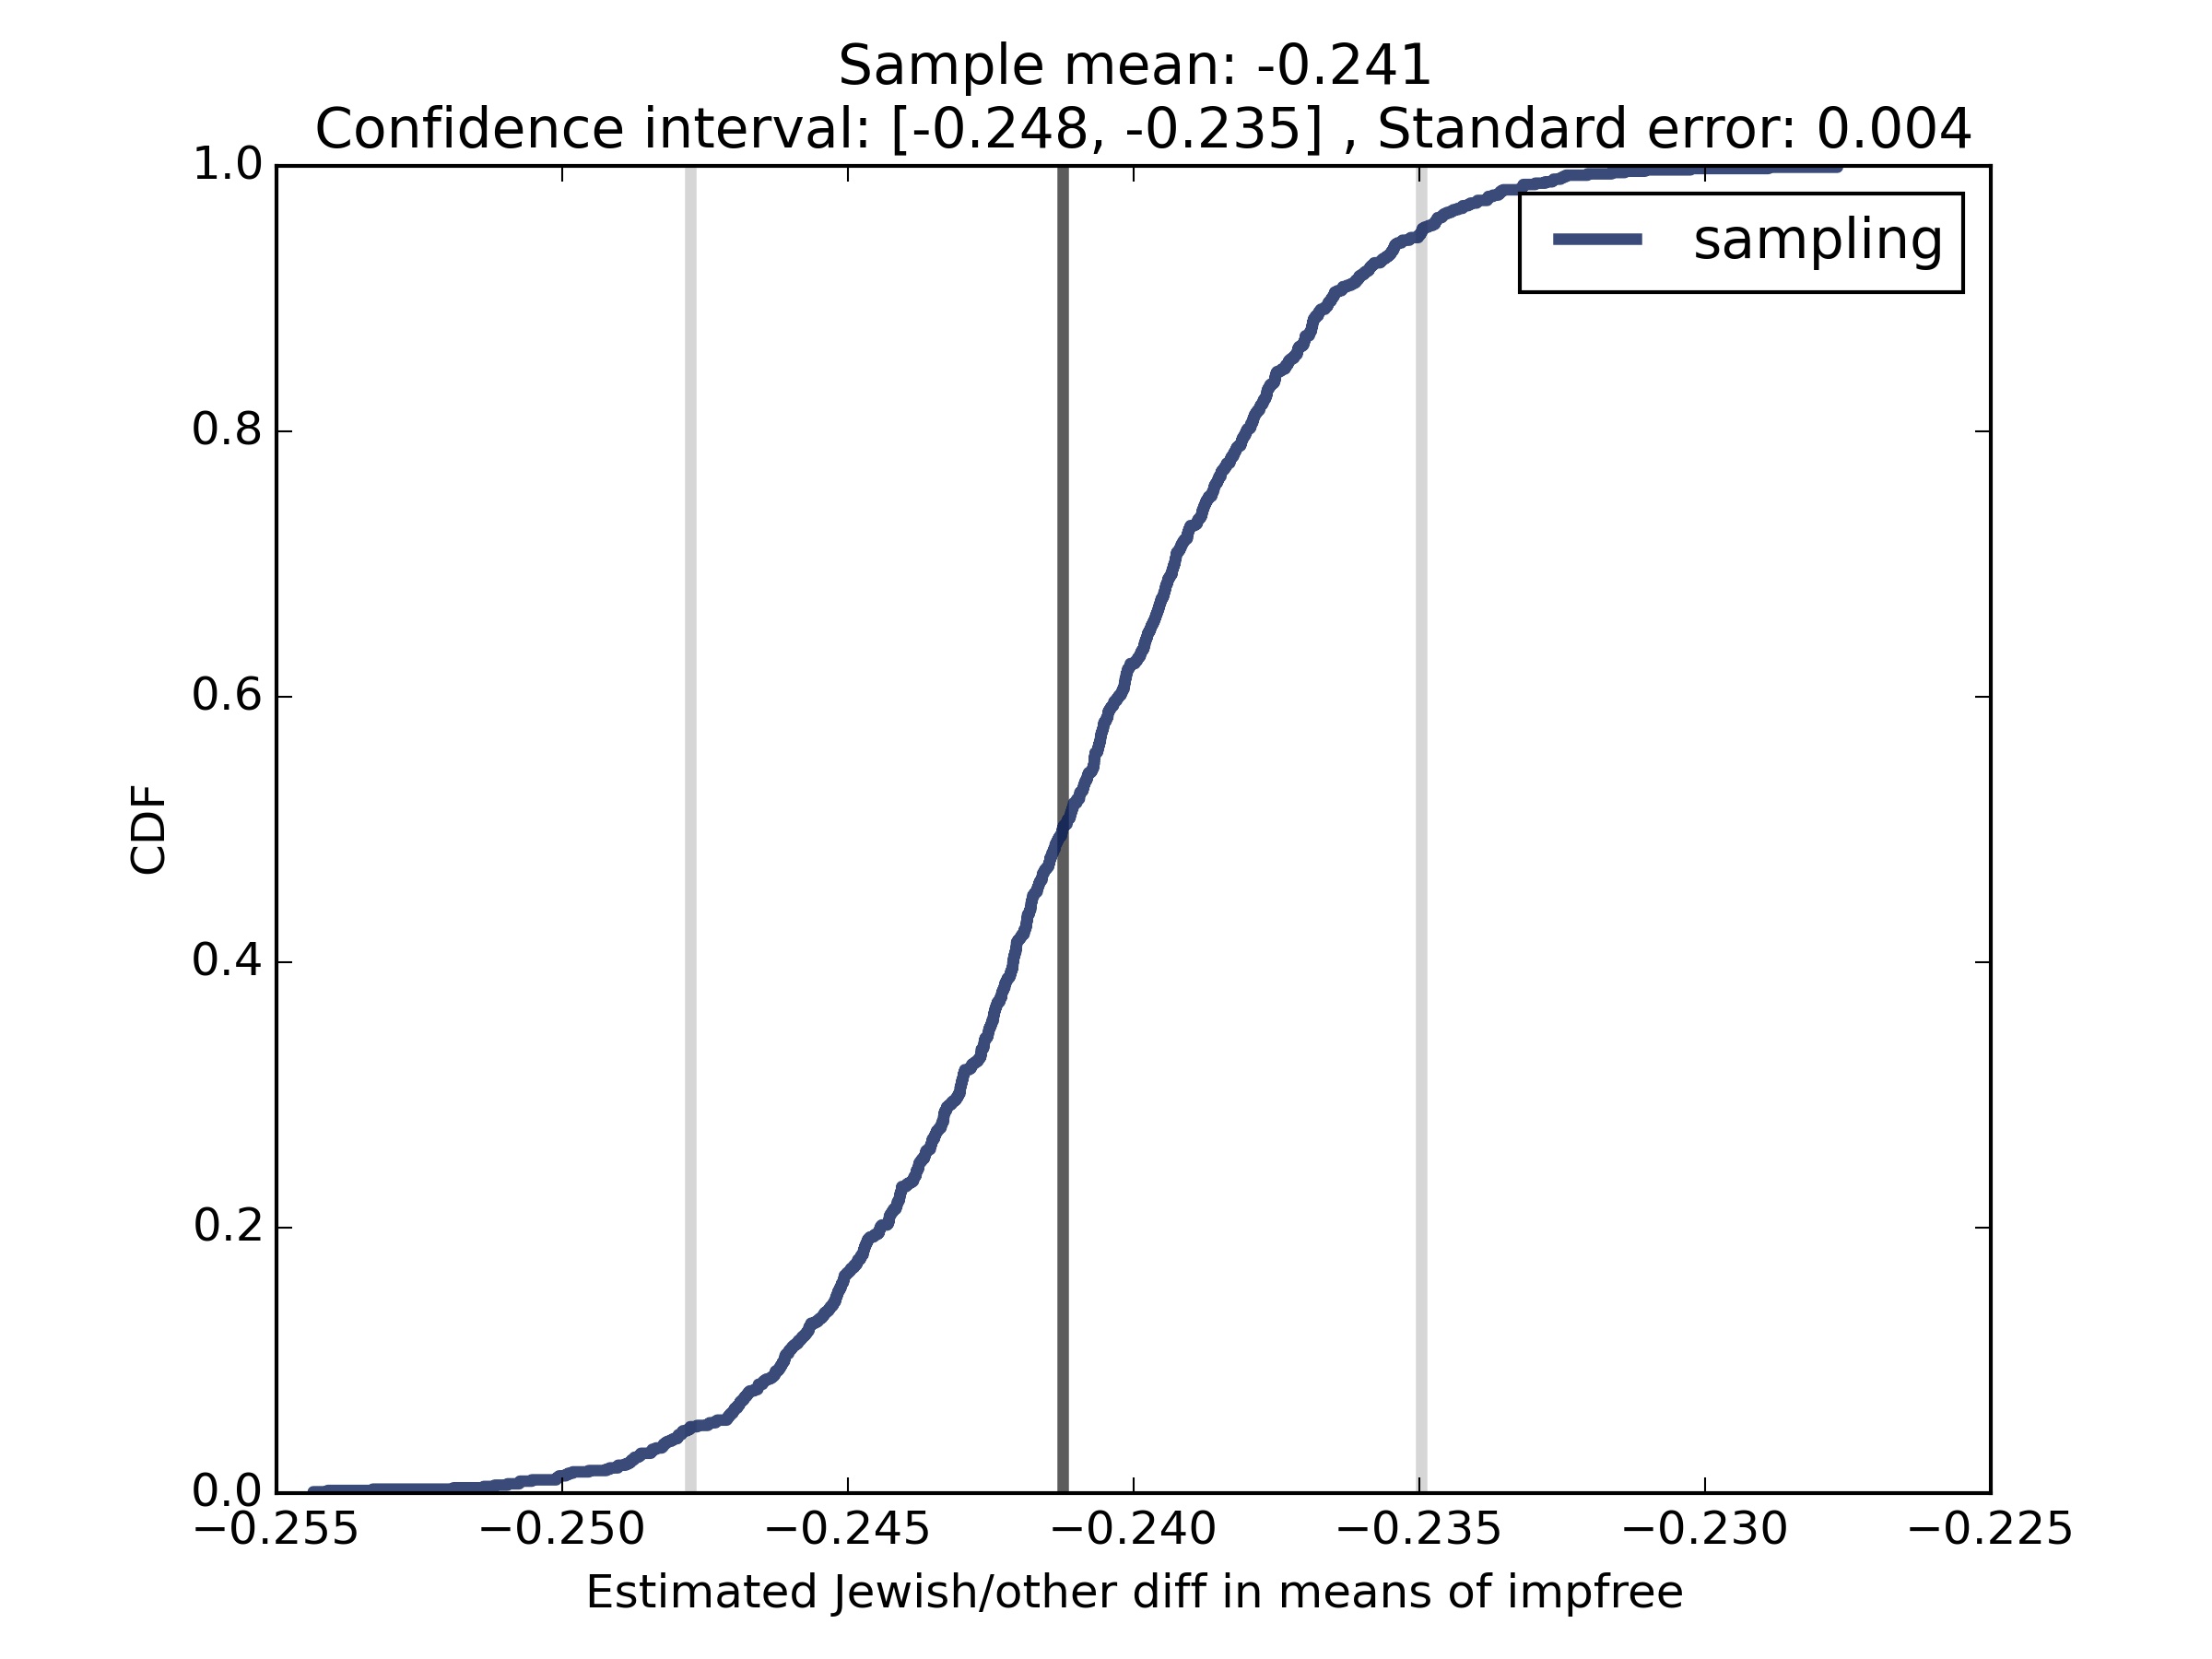 Sample mean: -0.241
Confidence interval: [-0.248, -0.235] , Standard error: 0.004
1.0
sampling
0.8
0.6
CDF
0.4
0.2
0.0
−0.255 −0.250 −0.245 −0.240 −0.235 −0.230 −0.225
Estimated Jewish/other diff in means of impfree